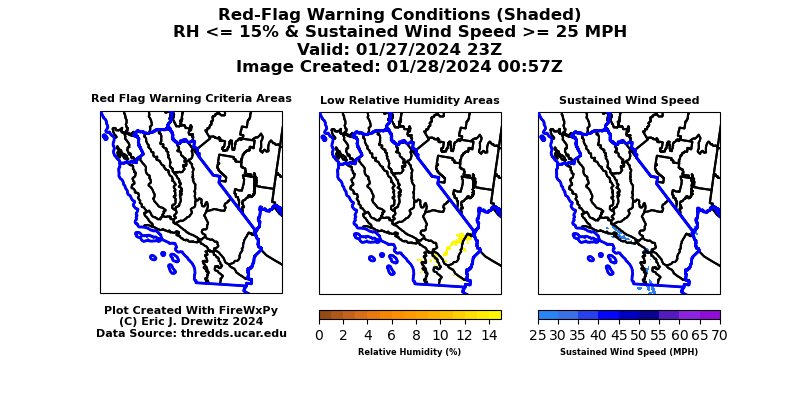 Red-Flag Warning Conditions (Shaded)
RH <= 15% & Sustained Wind Speed >= 25 MPH
Valid: 01/27/2024 23Z
Image Created: 01/28/2024 00:57Z
Red Flag Warning Criteria Areas
Low Relative Humidity Areas
Sustained Wind Speed
Plot Created With FireWxPy
(C) Eric J. Drewitz 2024
Data Source: thredds.ucar.edu
0 2 4 6 8 10 12 14
Relative Humidity (%)
25 30 35 40 45 50 55 60 65 70
Sustained Wind Speed (MPH)